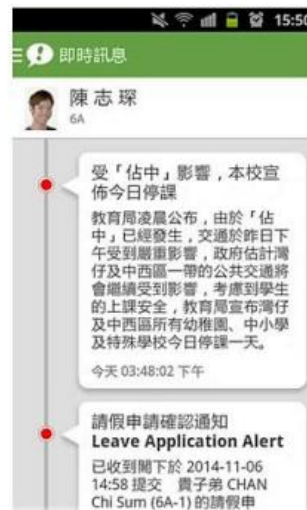 15:50
即時訊息
陳志琛
6A
受「佔中」影響，本校宣
佈今日停課
教育局凌晨公布，由於「佔
中」已經發生，交通於昨日下
午受到嚴重影響，政府估計灣
仔及中西區一帶的公共交通將
會繼續受到影響，考慮到學生
的上課安全，教育局宣布灣仔
及中西區所有幼稚園、中小學
及特殊學校今日停課一天。
今天 03:48:02 下午
請假申請確認通知
Leave Application Alert
已收到閣下於 2014-11-06
14:58 提交 貴子弟 CHAN
Chi Sum (6A-1) 的請假申